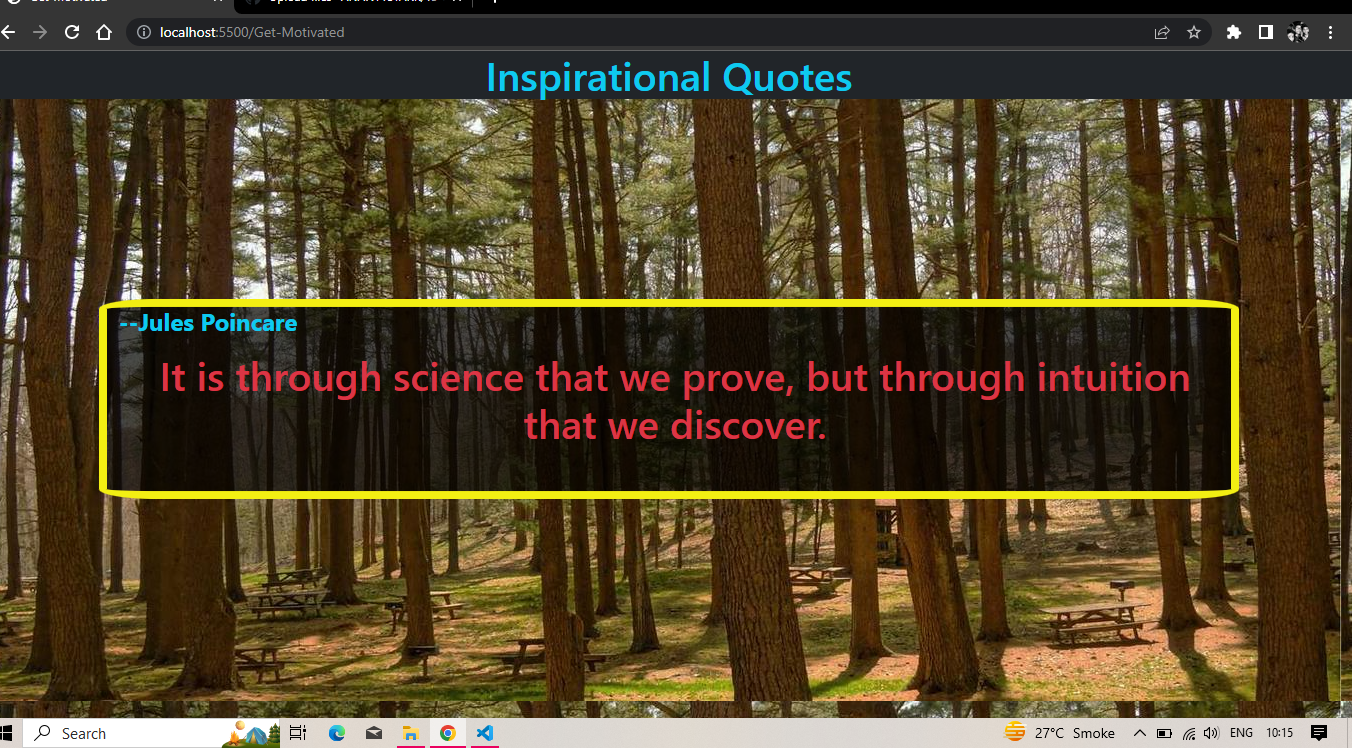 localhost:5500/Get-Motivated
Inspirational Quotes
--Jules Poincare
It is through science that we prove, but through intuition
that we discover.
Search
27°C Smoke
ENG
10:15